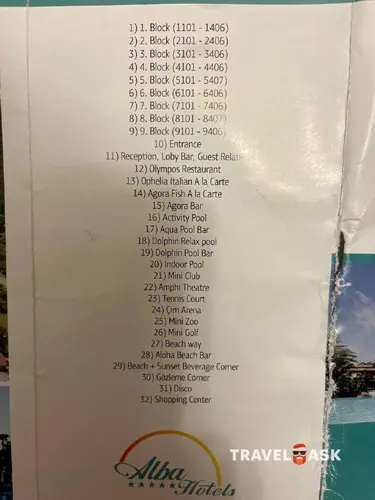 1) 1. Block (1101 - 1406)
2) 2. Block (2101 - 2406)
3) 3. Block (3101 - 3406)
4) 4. Block (4101 - 4406)
5) 5. Block (5101 - 5407)
6) 6. Block (6101 - 6406)
7) 7. Block (7101 - 7406)
8) 8. Block (8101 - 8407)
9) 9. Block (9101 - 9406)
10) Entrance
11) Reception, Loby Bar, Guest Relati
12) Olympos Restaurant
13) Ophelia Italian A la Carte
14) Agora Fish A la Carte
15) Agora Bar
16) Activity Pool
17) Aqua Pool Bar
18) Dolphin Relax pool
19) Dolphin Pool Bar
20) Indoor Pool
21) Mini Club
22) Amphi Theatre
23) Tennis Court
24) Çim Arena
25) Mini Zoo
26) Mini Golf
27) Beach way
28) Aloha Beach Bar
29) Beach + Sunset Beverage Corner
30) Gözleme Corner
31) Disco
32) Shopping Center
Alba
Hotels
TRAVEL ASK